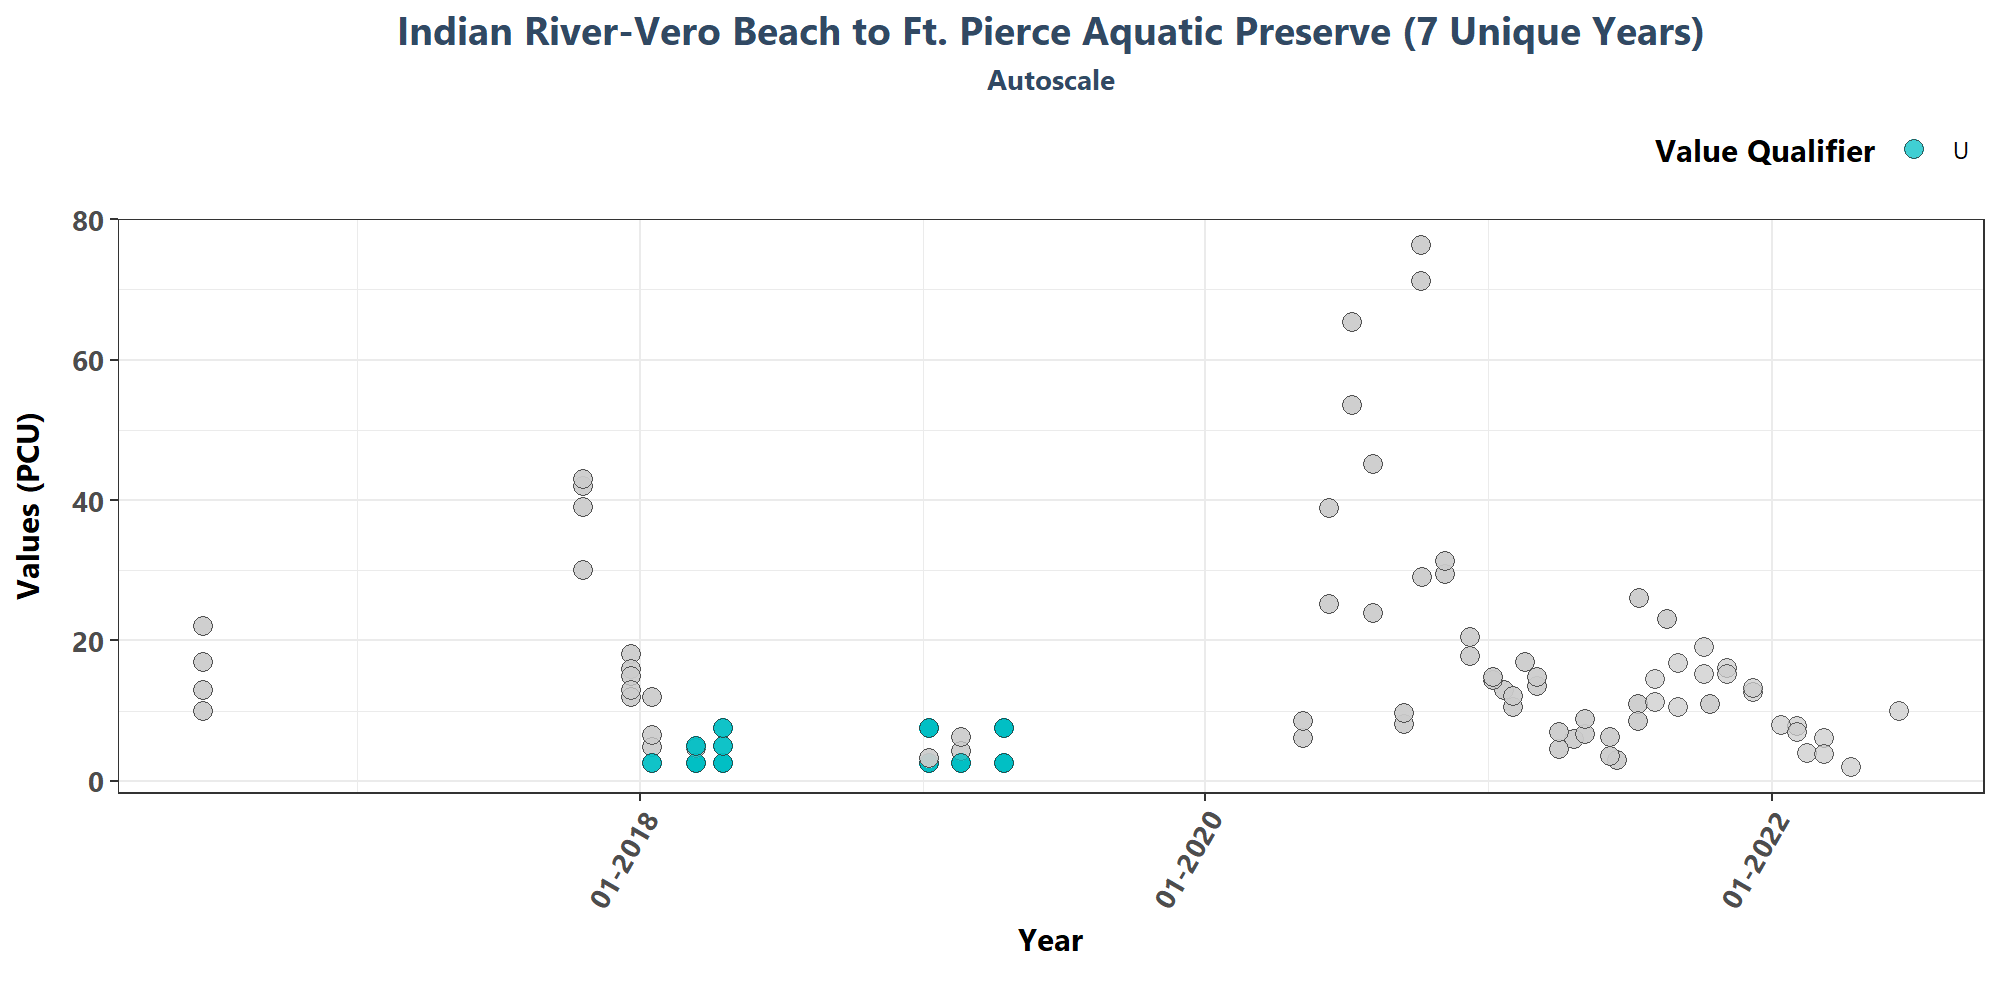 Indian River-Vero Beach to Ft. Pierce Aquatic Preserve (7 Unique Years)
Autoscale
Value Qualifier U
80
60
40
20
0
Values (PCU)
01-2018
01-2020
01-2022
Year